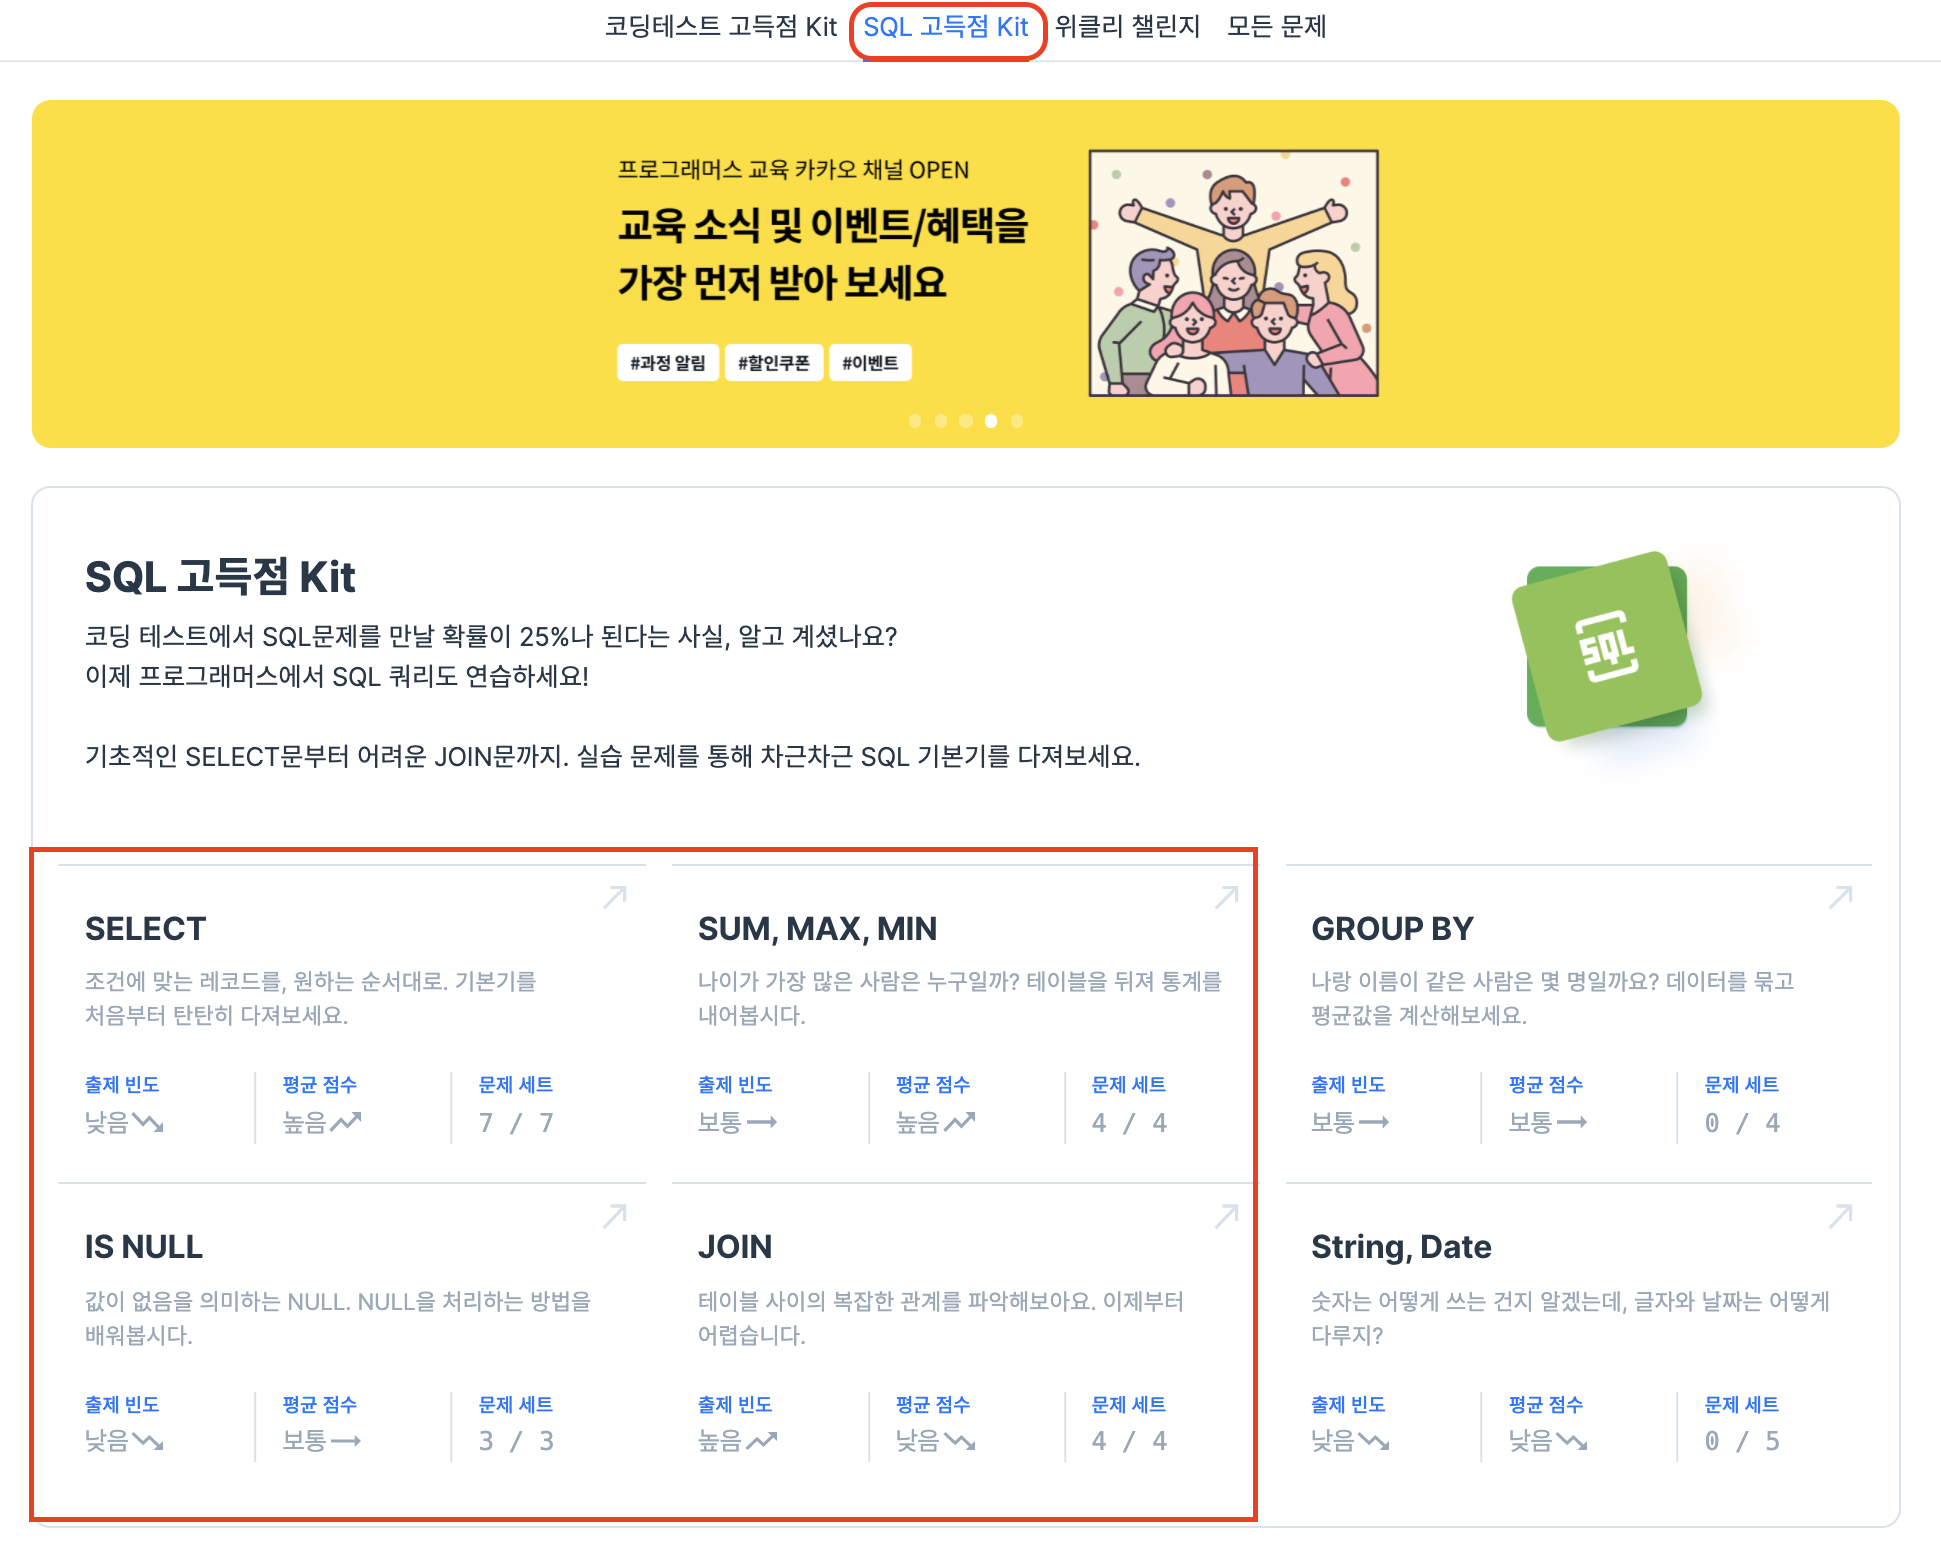 코딩테스트 고득점 Kit SQL 고득점 Kit 위클리 챌린지 모든 문제
프로그래머스 교육 카카오 채널 OPEN
교육 소식 및 이벤트/혜택을
가장 먼저 받아 보세요
#과정 알림 #할인쿠폰 #이벤트
SQL 고득점 Kit
코딩 테스트에서 SQL문제를 만날 확률이 25%나 된다는 사실, 알고 계셨나요?
이제 프로그래머스에서 SQL 쿼리도 연습하세요!
기초적인 SELECT문부터 어려운 JOIN문까지. 실습 문제를 통해 차근차근 SQL 기본기를 다져보세요.
SQL
SELECT
조건에 맞는 레코드를, 원하는 순서대로. 기본기를
처음부터 탄탄히 다져보세요.
출제 빈도 평균 점수 문제 세트
낮음 높음 7 / 7
SUM, MAX, MIN
나이가 가장 많은 사람은 누구일까? 테이블을 뒤져 통계를
내어봅시다.
출제 빈도 평균 점수 문제 세트
보통 높음 4 / 4
GROUP BY
나랑 이름이 같은 사람은 몇 명일까요? 데이터를 묶고
평균값을 계산해보세요.
출제 빈도 평균 점수 문제 세트
보통 보통 0 / 4
IS NULL
값이 없음을 의미하는 NULL. NULL을 처리하는 방법을
배워봅시다.
출제 빈도 평균 점수 문제 세트
낮음 보통 3 / 3
JOIN
테이블 사이의 복잡한 관계를 파악해보아요. 이제부터
어렵습니다.
출제 빈도 평균 점수 문제 세트
높음 낮음 4 / 4
String, Date
숫자는 어떻게 쓰는 건지 알겠는데, 글자와 날짜는 어떻게
다루지?
출제 빈도 평균 점수 문제 세트
낮음 낮음 0 / 5